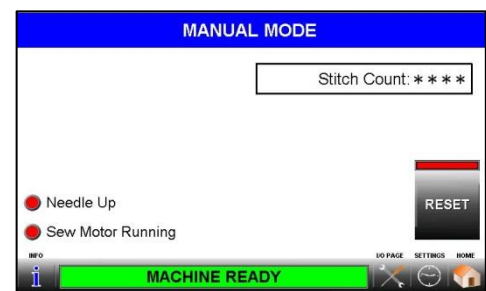 MANUAL MODE
Stitch Count: ****
Needle Up
RESET
Sew Motor Running
INFO
I/O PAGE SETTINGS HOME
i MACHINE READY